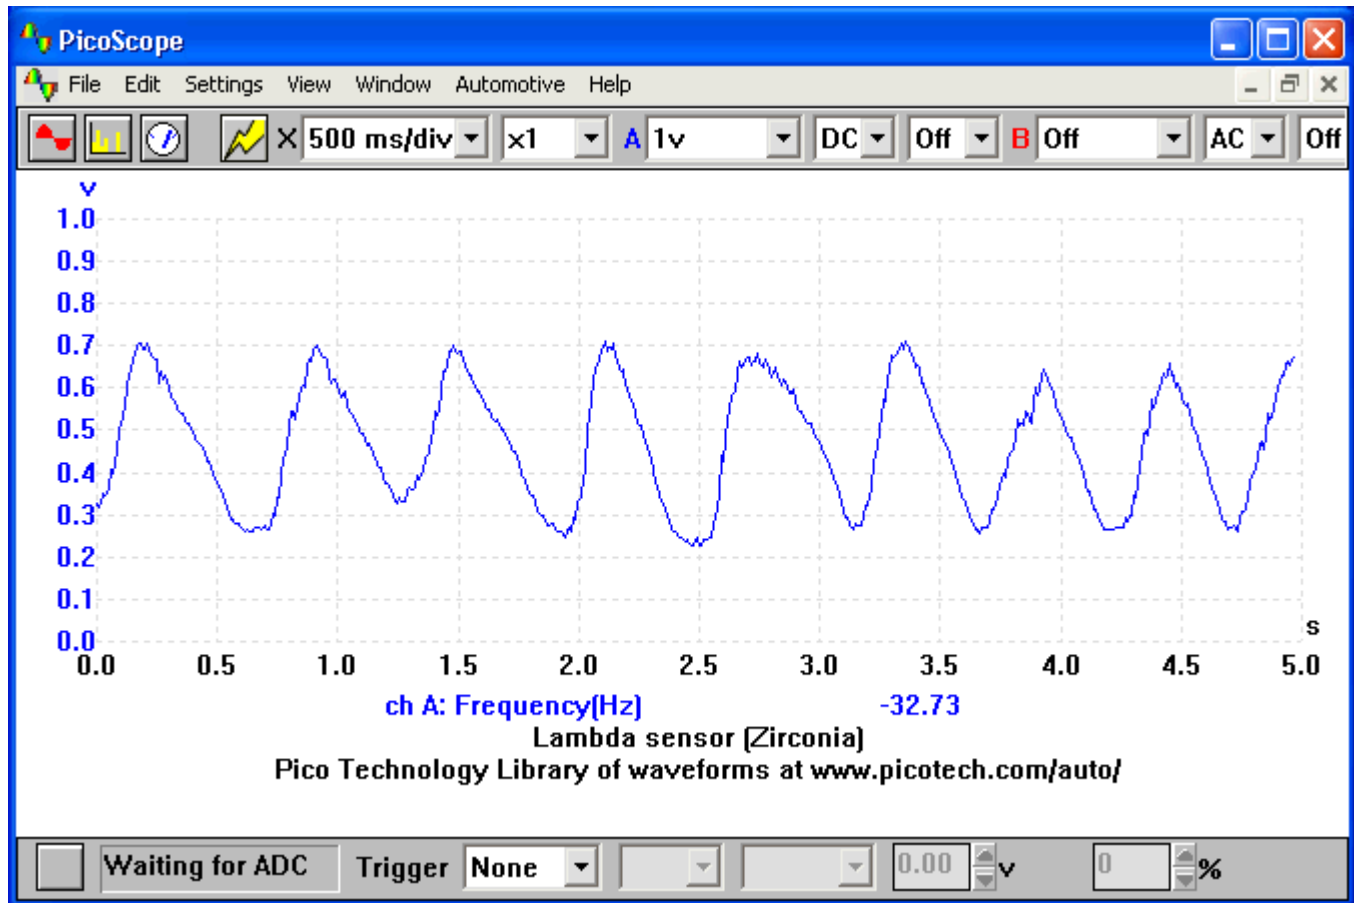 PicoScope
File Edit Settings View Window Automotive Help
X 500 ms/div x1 A 1v DC Off B Off AC Off
v
1.0
0.9
0.8
0.7
0.6
0.5
0.4
0.3
0.2
0.1
0.0
s
0.0 0.5 1.0 1.5 2.0 2.5 3.0 3.5 4.0 4.5 5.0
ch A: Frequency(Hz) -32.73
Lambda sensor (Zirconia)
Pico Technology Library of waveforms at www.picotech.com/auto/
Waiting for ADC Trigger None 0.00 v 0 %